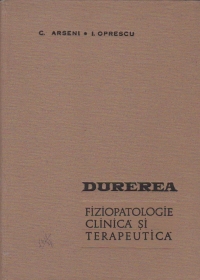 C. ARSENI • I. OPRESCU
DUREREA
FIZIOPATOLOGIE
CLINICĂ ȘI
TERAPEUTICĂ